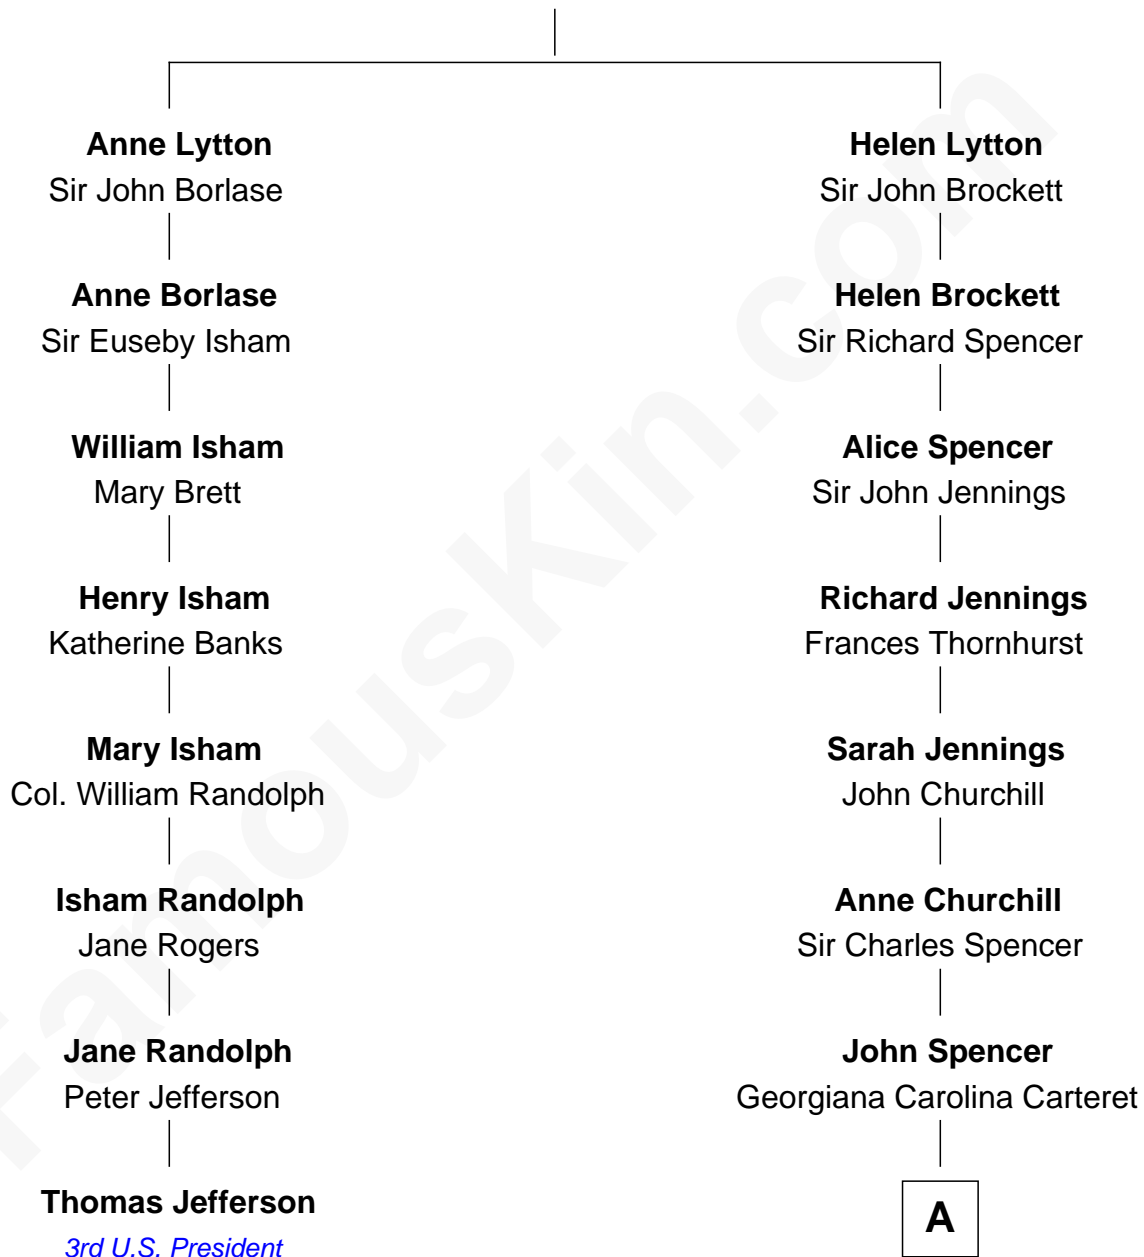 Anne Lytton
Sir John Borlase
Anne Borlase
Sir Euseby Isham
William Isham
Mary Brett
Henry Isham
Katherine Banks
Mary Isham
Col. William Randolph
Isham Randolph
Jane Rogers
Jane Randolph
Peter Jefferson
Thomas Jefferson
3rd U.S. President
Helen Lytton
Sir John Brockett
Helen Brockett
Sir Richard Spencer
Alice Spencer
Sir John Jennings
Richard Jennings
Frances Thornhurst
Sarah Jennings
John Churchill
Anne Churchill
Sir Charles Spencer
John Spencer
Georgiana Carolina Carteret
A
FamousKin.com